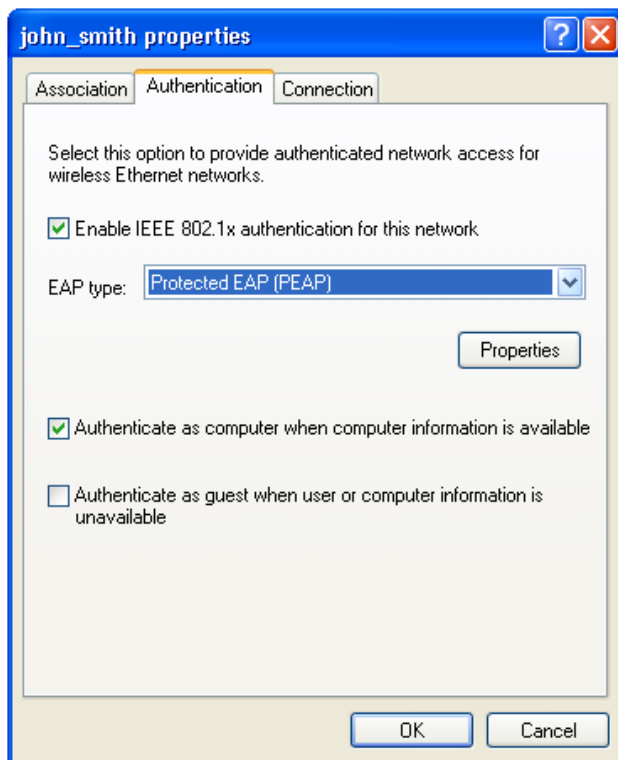 john_smith properties
Association
Authentication
Connection
Select this option to provide authenticated network access for
wireless Ethernet networks.
Enable IEEE 802.1x authentication for this network
EAP type:
Protected EAP (PEAP)
Properties
Authenticate as computer when computer information is available
Authenticate as guest when user or computer information is
unavailable
OK
Cancel